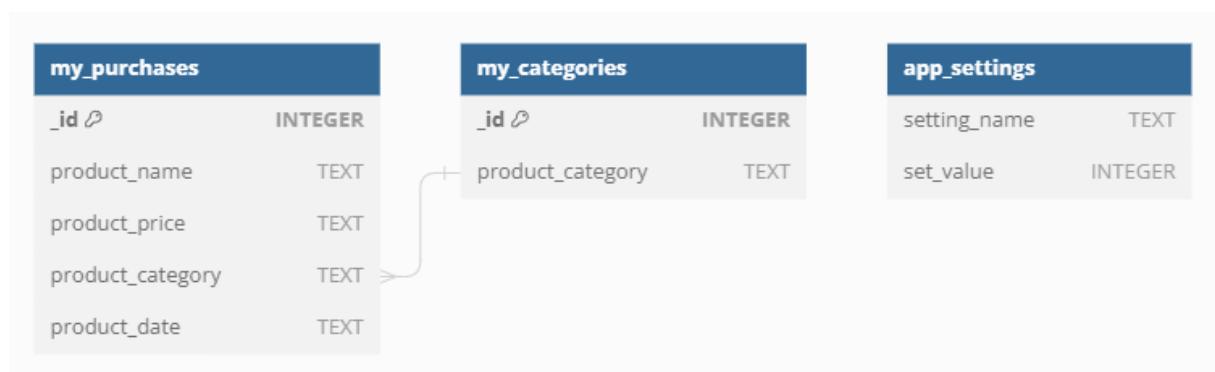 my_purchases
_id INTEGER
product_name TEXT
product_price TEXT
product_category TEXT
product_date TEXT
my_categories
_id INTEGER
product_category TEXT
app_settings
setting_name TEXT
set_value INTEGER